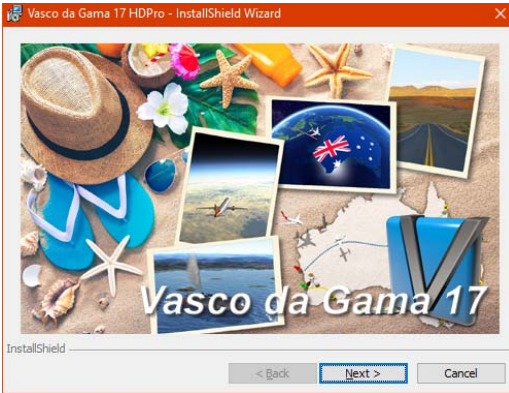 Vasco da Gama 17 HDPro - InstallShield Wizard
Vasco da Gama 17
InstallShield
< Back
Next >
Cancel